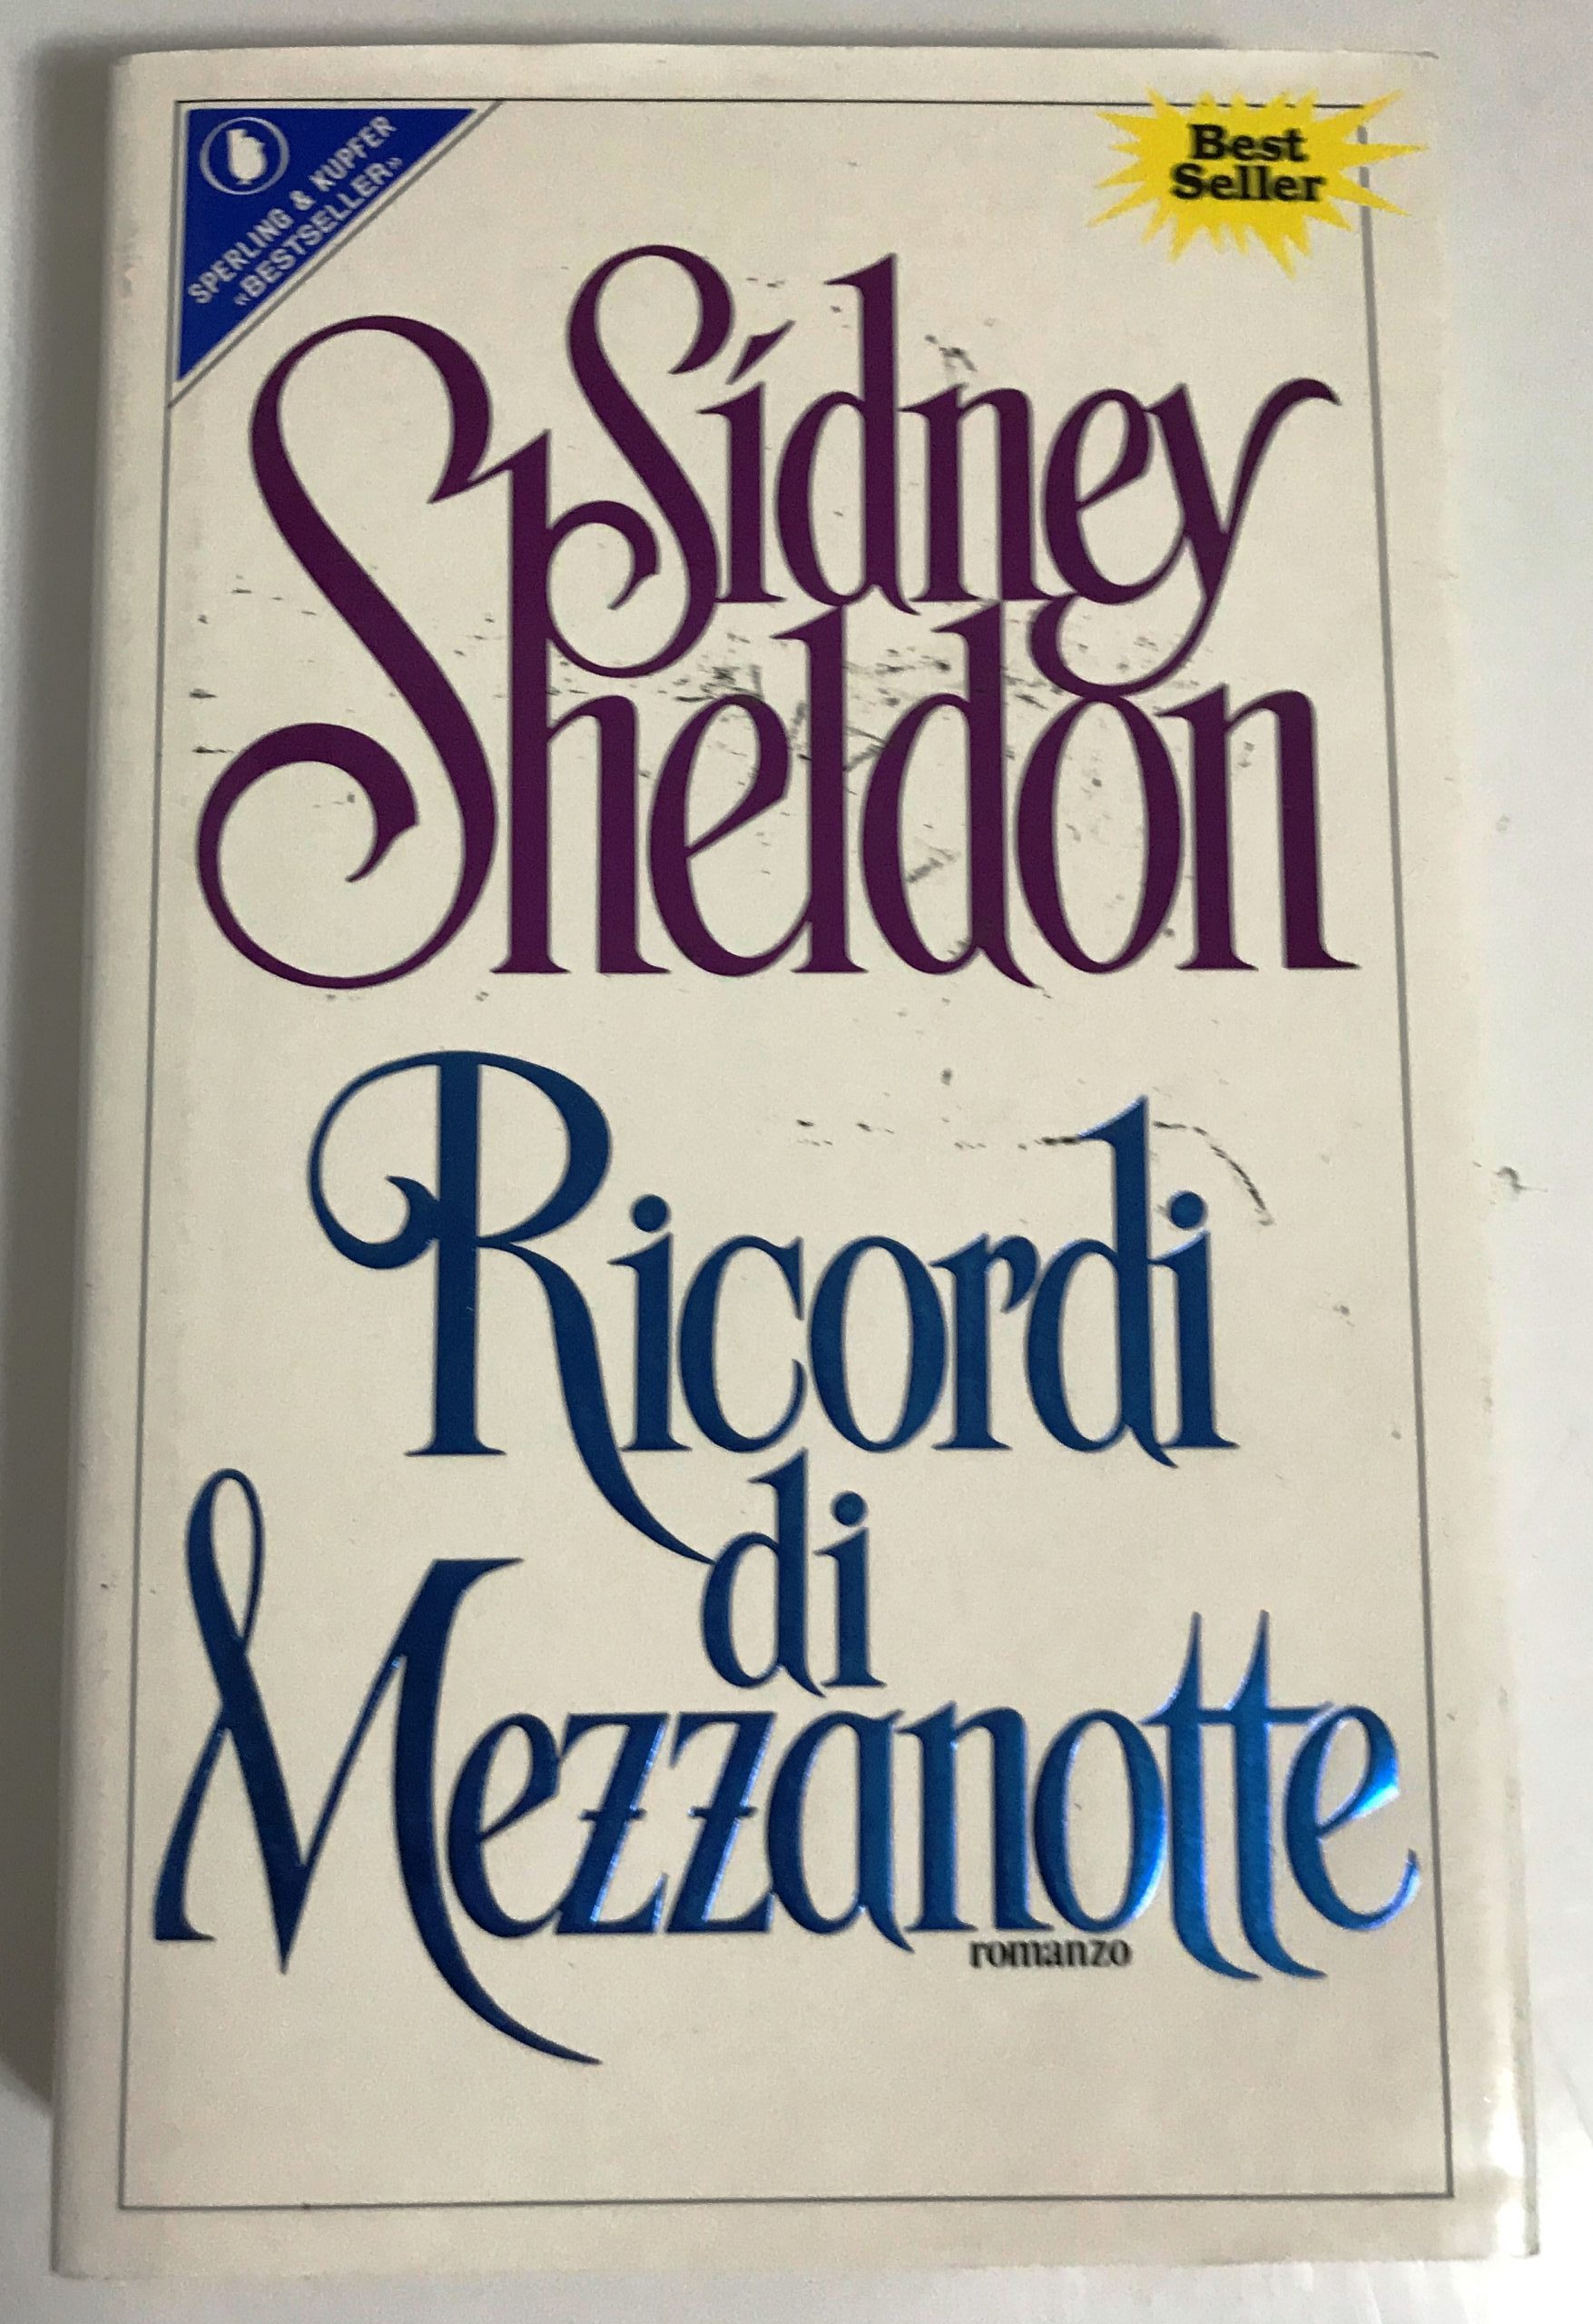 SPERLING & KUPFER
«BESTSELLER»
Best
Seller
Sidney
Sheldon
Ricordi
di
Mezzanotte
romanzo